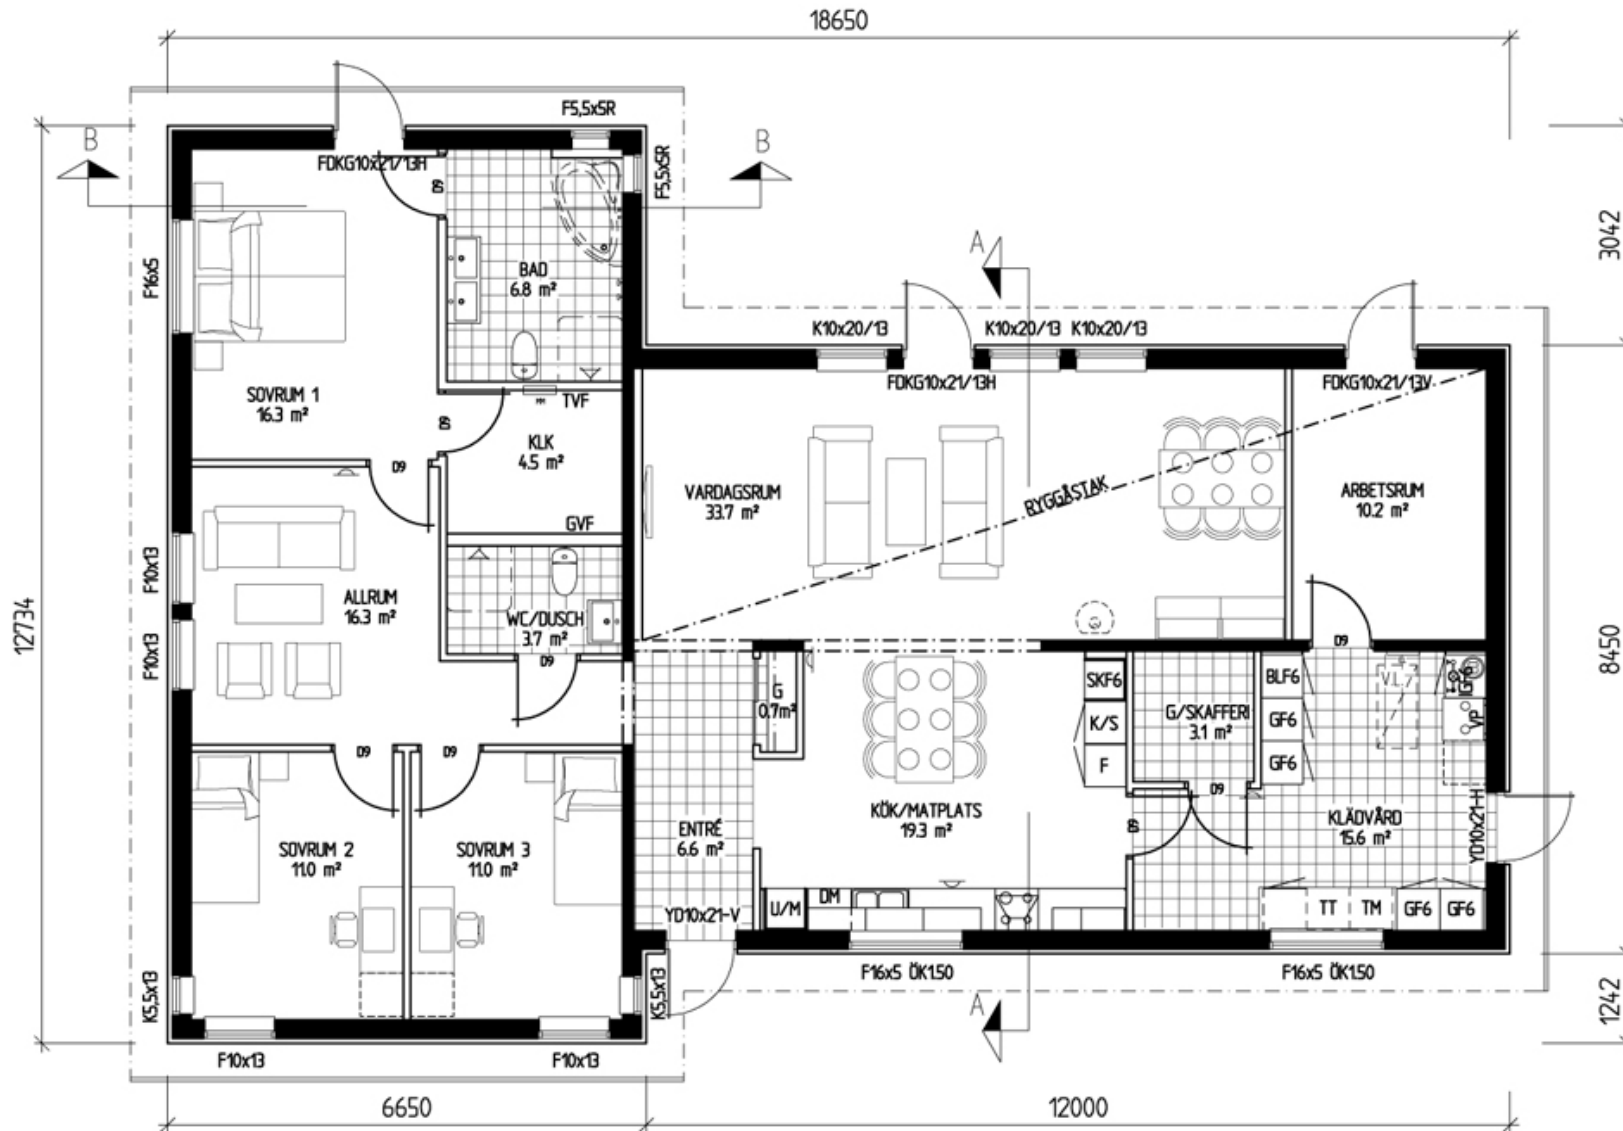 18650
F5,5x5R
B
B
FDKG10x21/13H
D9
F5,5x5R
3042
A
F16x5
BAD
6.8 m²
K10x20/13
K10x20/13
K10x20/13
FDKG10x21/13H
FDKG10x21/13V
SOVRUM 1
16.3 m²
TVF
D9
KLK
4.5 m²
D9
VARDAGSRUM
33.7 m²
RYGGÅSTAK
ARBETSRUM
10.2 m²
GVF
F10x13
ALLRUM
16.3 m²
WC/DUSCH
3.7 m²
12734
F10x13
D9
D9
8450
G
0.7m²
SKF6
K/S
F
G/SKAFFERI
3.1 m²
BLF6
GF6
GF6
V.L
VP
D9
D9
D9
KÖK/MATPLATS
19.3 m²
D9
KLÄDVÅRD
15.6 m²
YD10x21-H
ENTRÉ
6.6 m²
SOVRUM 2
11.0 m²
SOVRUM 3
11.0 m²
YD10x21-V
U/M
DM
TT
TM
GF6
GF6
K5,5x13
K5,5x13
F16x5 ÖK1.50
F16x5 ÖK1.50
1242
A
F10x13
F10x13
6650
12000